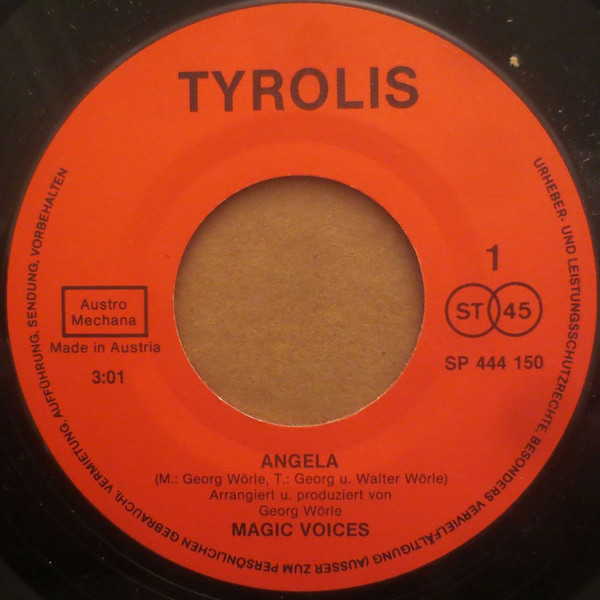 TYROLIS
1
ST 45
SP 444 150
Austro
Mechana
Made in Austria
3:01
ANGELA
(M.: Georg Wörle, T.: Georg u. Walter Wörle)
Arrangiert u. produziert von
Georg Wörle
MAGIC VOICES
URHEBER- UND LEISTUNGSSCHUTZRECHTE, BESONDERS VERVIELFÄLTIGUNG (AUSSER ZUM PERSÖNLICHEN GEBRAUCH), VERMIETUNG, AUFFÜHRUNG, SENDUNG, VORBEHALTEN